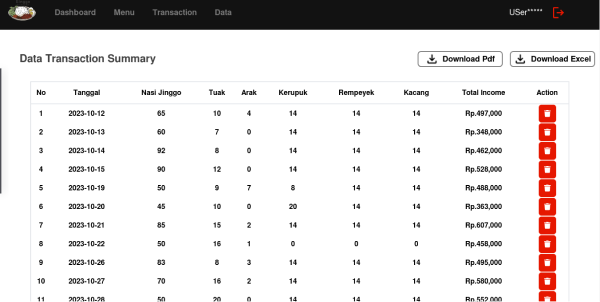 Dashboard Menu Transaction Data USer*****
Data Transaction Summary Download Pdf Download Excel
No Tanggal Nasi Jinggo Tuak Arak Kerupuk Rempeyek Kacang Total Income Action
1 2023-10-12 65 10 4 14 14 14 Rp.497,000
2 2023-10-13 60 7 0 14 14 14 Rp.348,000
3 2023-10-14 92 8 0 14 14 14 Rp.462,000
4 2023-10-15 90 12 0 14 14 14 Rp.528,000
5 2023-10-19 50 9 7 8 14 14 Rp.488,000
6 2023-10-20 45 10 0 20 14 14 Rp.363,000
7 2023-10-21 85 15 2 14 14 14 Rp.607,000
8 2023-10-22 50 16 1 0 0 0 Rp.458,000
9 2023-10-26 83 8 3 14 14 14 Rp.495,000
10 2023-10-27 70 16 2 14 14 14 Rp.580,000
11 2023-10-28 50 20 0 14 14 14 Rp.552,000